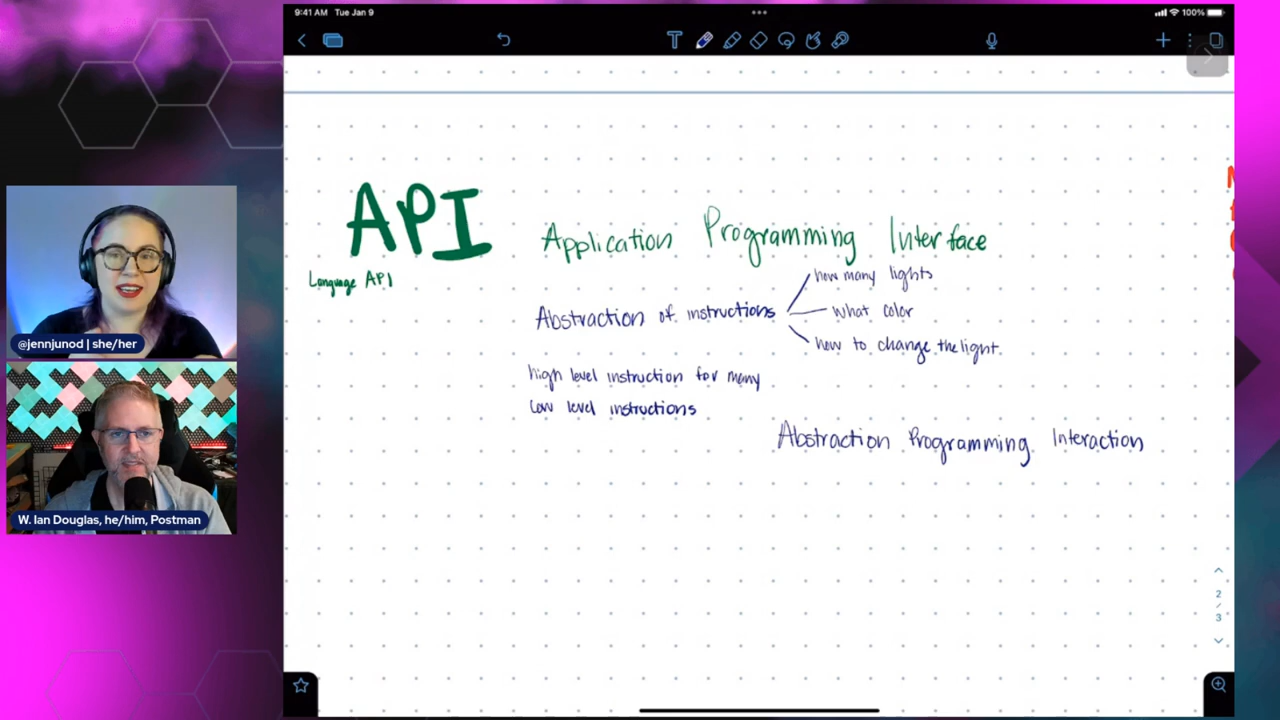 9:41 AM Tue Jan 9
100%
API
Application Programming Interface
Language API
how many lights
Abstraction of instructions
what color
how to change the light
high level instruction for many
low level instructions
Abstraction Programming Interaction
@jennjunod | she/her
W. Ian Douglas, he/him, Postman
2
/
3